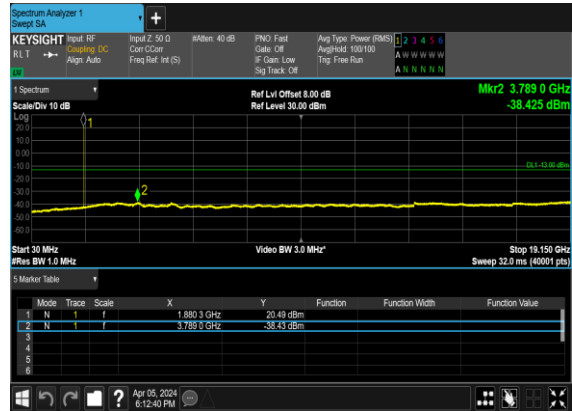 Spectrum Analyzer 1
Swept SA
+
KEYSIGHT Input: RF Input Z: 50 Ω #Atten: 40 dB PNO: Fast Avg Type: Power (RMS) 1 2 3 4 5 6
RLT Coupling: DC Corr CCorr Gate: Off Avg|Hold: 100/100 A W W W W W
Align: Auto Freq Ref: Int (S) IF Gain: Low Trig: Free Run
Sig Track: Off A N N N N N
1 Spectrum Ref Lvl Offset 8.00 dB Mkr2 3.789 0 GHz
Scale/Div 10 dB Ref Level 30.00 dBm -38.425 dBm
Log
20.0
10.0
0.00
-10.0
-20.0
-30.0
-40.0
-50.0
-60.0
1
2
DL1 -13.00 dBm
Start 30 MHz Video BW 3.0 MHz* Stop 19.150 GHz
#Res BW 1.0 MHz Sweep 32.0 ms (40001 pts)
5 Marker Table
Mode Trace Scale X Y Function Function Width Function Value
1 N 1 f 1.880 3 GHz 20.49 dBm
2 N 1 f 3.789 0 GHz -38.43 dBm
3
4
5
6
? Apr 05, 2024
6:12:40 PM